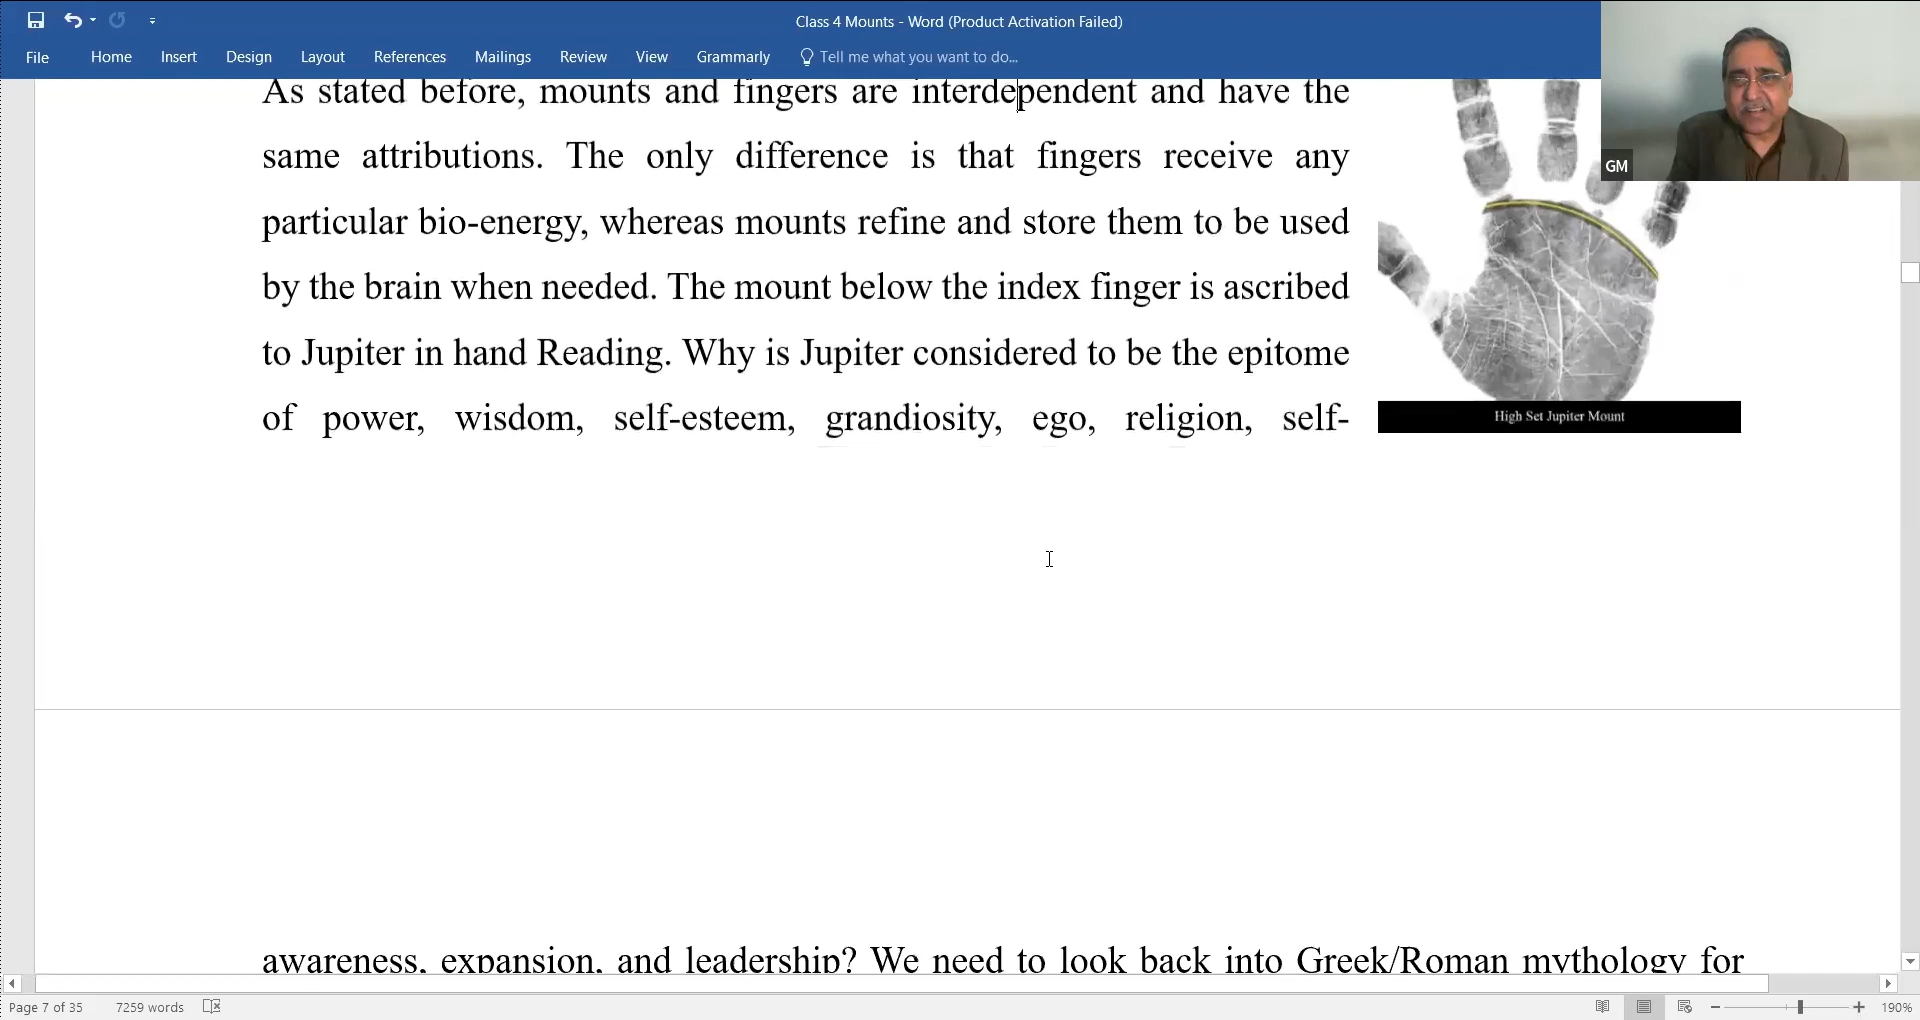 Class 4 Mounts - Word (Product Activation Failed)
File Home Insert Design Layout References Mailings Review View Grammarly Tell me what you want to do...
As stated before, mounts and fingers are interdependent and have the
same attributions. The only difference is that fingers receive any
particular bio-energy, whereas mounts refine and store them to be used
by the brain when needed. The mount below the index finger is ascribed
to Jupiter in hand Reading. Why is Jupiter considered to be the epitome
of power, wisdom, self-esteem, grandiosity, ego, religion, self-
GM
High Set Jupiter Mount
awareness, expansion, and leadership? We need to look back into Greek/Roman mythology for
Page 7 of 35 7259 words 190%